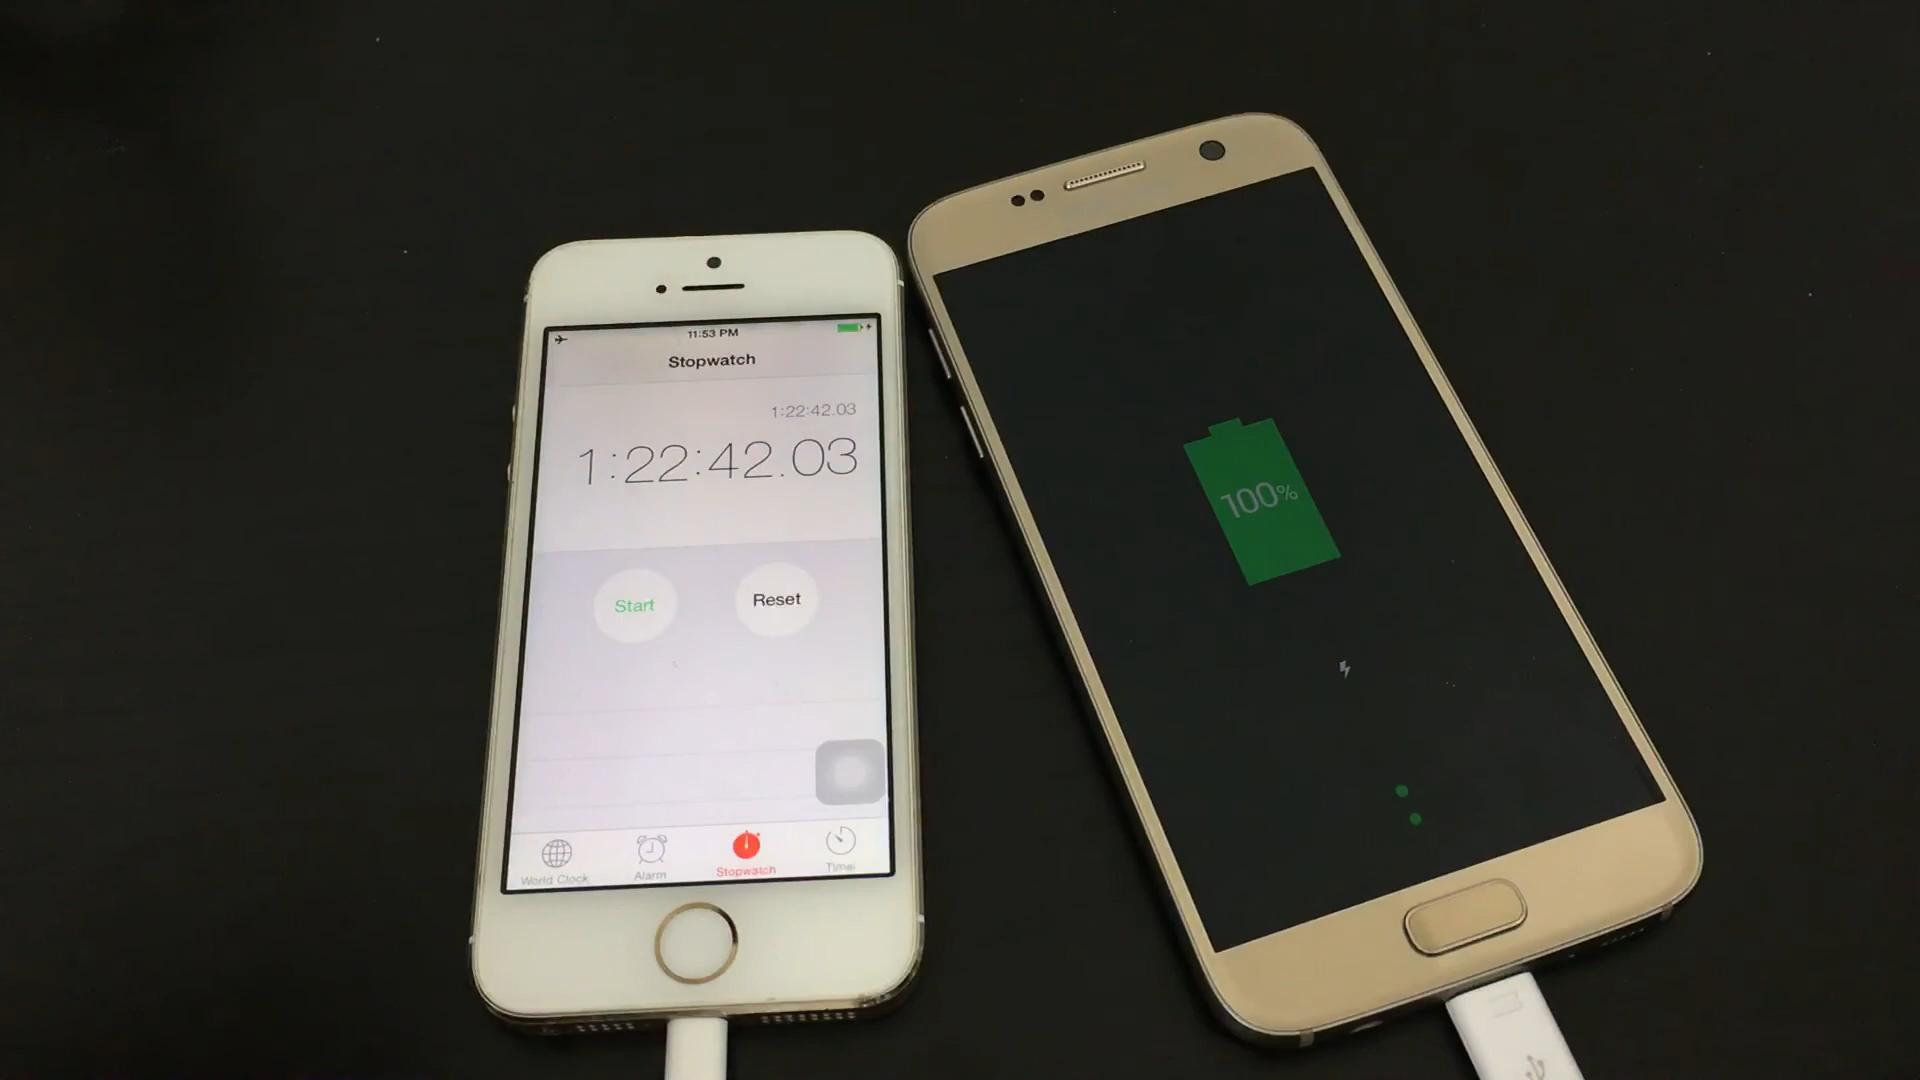 11:53 PM
Stopwatch
1:22:42.03
1:22:42.03
Start
Reset
World Clock
Alarm
Stopwatch
Timer
100%